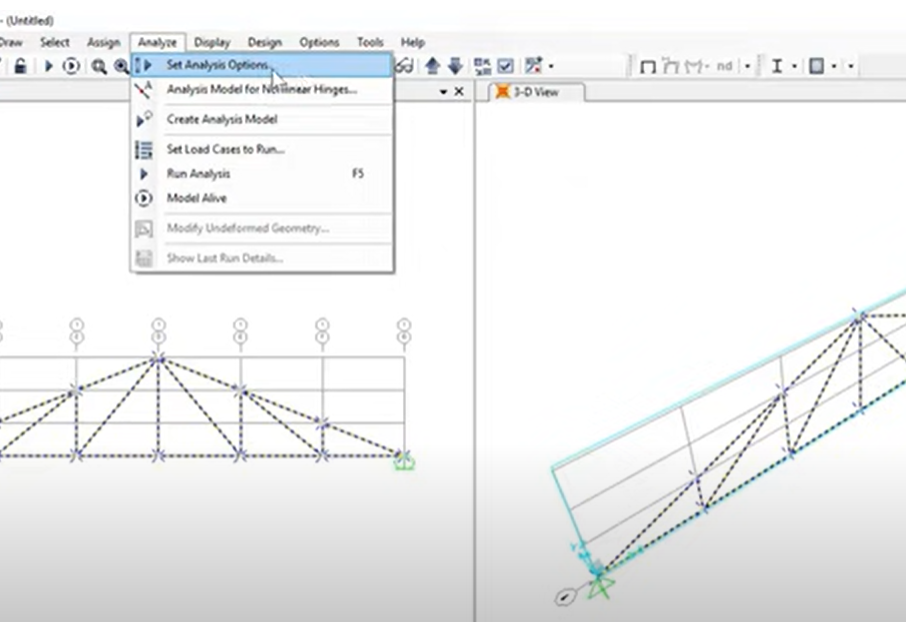 - (Untitled)
Draw Select Assign Analyze Display Design Options Tools Help
nd
Set Analysis Options...
Analysis Model for Nonlinear Hinges...
3-D View
Create Analysis Model
Set Load Cases to Run...
Run Analysis F5
Model Alive
Modify Undeformed Geometry...
Show Last Run Details...